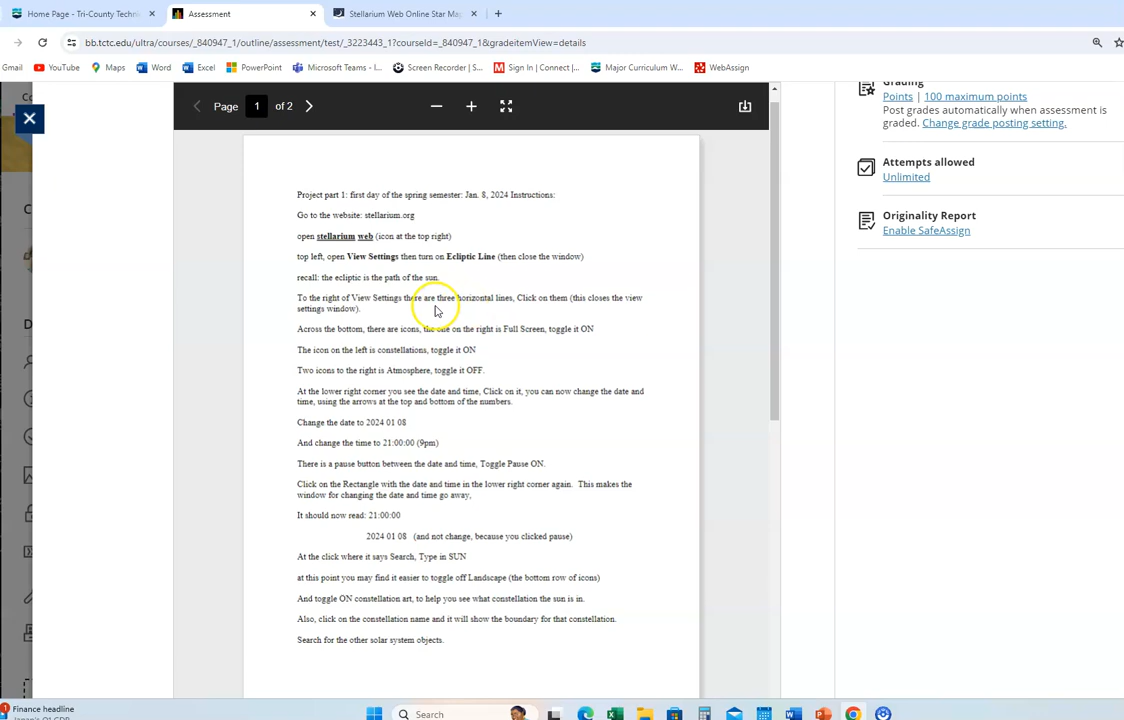 Home Page - Tri-County Techni
Assessment
Stellarium Web Online Star Ma
bb.tctc.edu/ultra/courses/_840947_1/outline/assessment/test/_3223443_1?courseId=_840947_1&gradeitemView=details
Gmail
YouTube
Maps
Word
Excel
PowerPoint
Microsoft Teams - I...
Screen Recorder | S...
Sign In | Connect |...
Major Curriculum W...
WebAssign
Page 1 of 2
Grading
Points | 100 maximum points
Post grades automatically when assessment is
graded. Change grade posting setting.
Attempts allowed
Unlimited
Originality Report
Enable SafeAssign
Project part 1: first day of the spring semester: Jan. 8, 2024 Instructions:
Go to the website: stellarium.org
open stellarium web (icon at the top right)
top left, open View Settings then turn on Ecliptic Line (then close the window)
recall: the ecliptic is the path of the sun.
To the right of View Settings there are three horizontal lines, Click on them (this closes the view
settings window).
Across the bottom, there are icons, the one on the right is Full Screen, toggle it ON
The icon on the left is constellations, toggle it ON
Two icons to the right is Atmosphere, toggle it OFF.
At the lower right corner you see the date and time, Click on it, you can now change the date and
time, using the arrows at the top and bottom of the numbers.
Change the date to 2024 01 08
And change the time to 21:00:00 (9pm)
There is a pause button between the date and time, Toggle Pause ON.
Click on the Rectangle with the date and time in the lower right corner again. This makes the
window for changing the date and time go away,
It should now read: 21:00:00
2024 01 08 (and not change, because you clicked pause)
At the click where it says Search, Type in SUN
at this point you may find it easier to toggle off Landscape (the bottom row of icons)
And toggle ON constellation art, to help you see what constellation the sun is in.
Also, click on the constellation name and it will show the boundary for that constellation.
Search for the other solar system objects.
Finance headline
Search